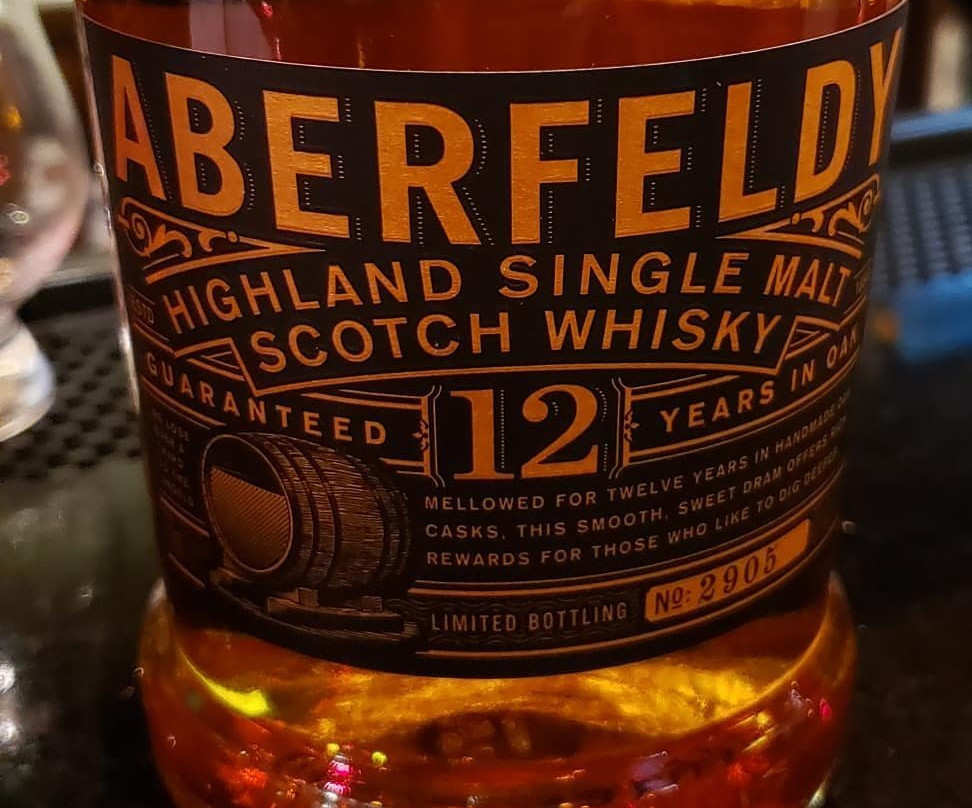 ABERFELDY
HIGHLAND SINGLE MALT
SCOTCH WHISKY
GUARANTEED 12 YEARS IN OAK
MELLOWED FOR TWELVE YEARS IN HANDMADE OAK
CASKS, THIS SMOOTH, SWEET DRAM OFFERS RICH
REWARDS FOR THOSE WHO LIKE TO DIG DEEPER
LIMITED BOTTLING Nº: 2905